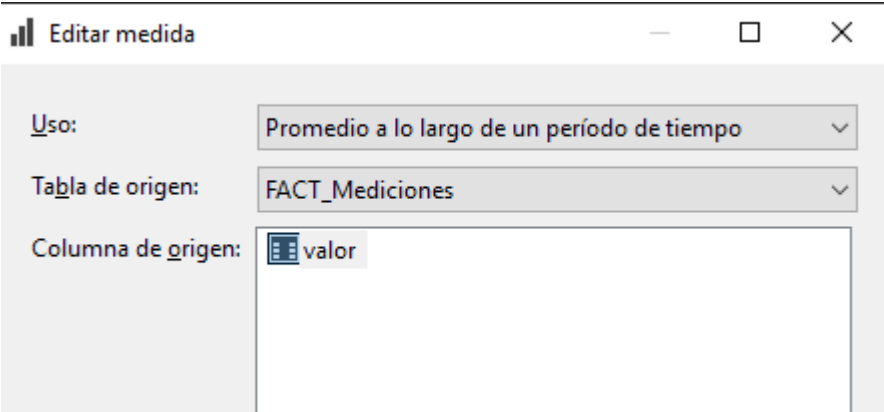 Editar medida
Uso: Promedio a lo largo de un período de tiempo
Tabla de origen: FACT_Mediciones
Columna de origen: valor